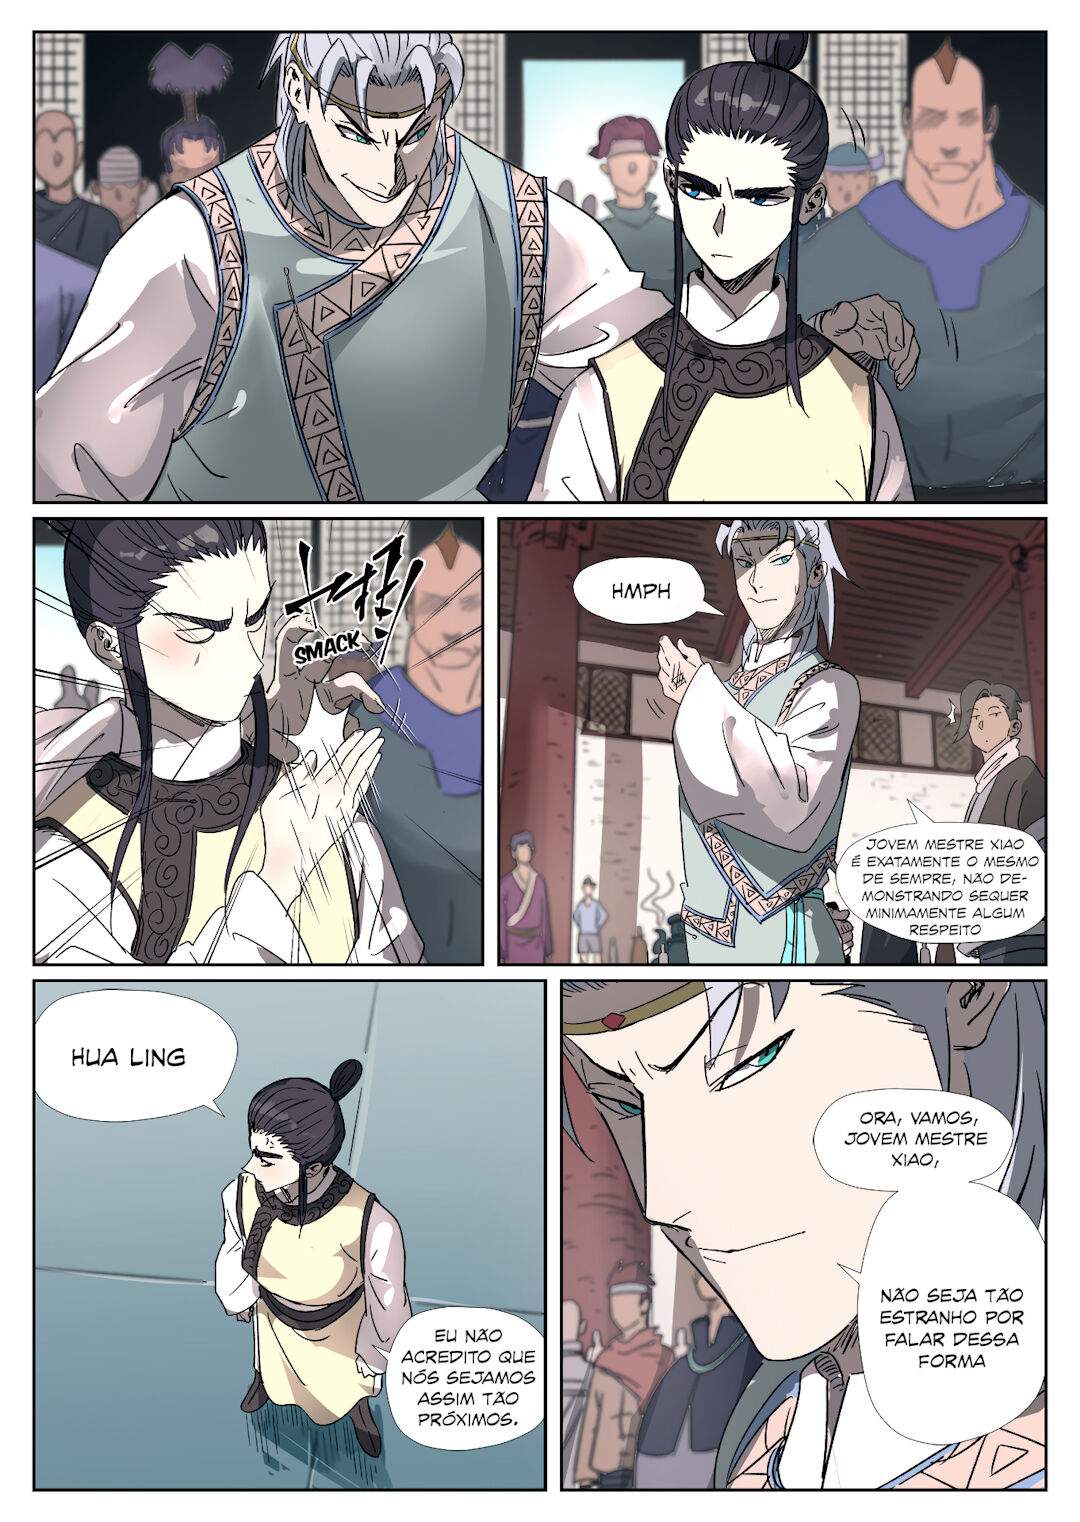 SMACK
HMPH
JOVEM MESTRE XIAO
É EXATAMENTE O MESMO
DE SEMPRE, NÃO DE-
MONSTRANDO SEQUER
MINIMAMENTE ALGUM
RESPEITO
HUA LING
EU NÃO
ACREDITO QUE
NÓS SEJAMOS
ASSIM TÃO
PRÓXIMOS.
ORA, VAMOS,
JOVEM MESTRE
XIAO,
NÃO SEJA TÃO
ESTRANHO POR
FALAR DESSA
FORMA